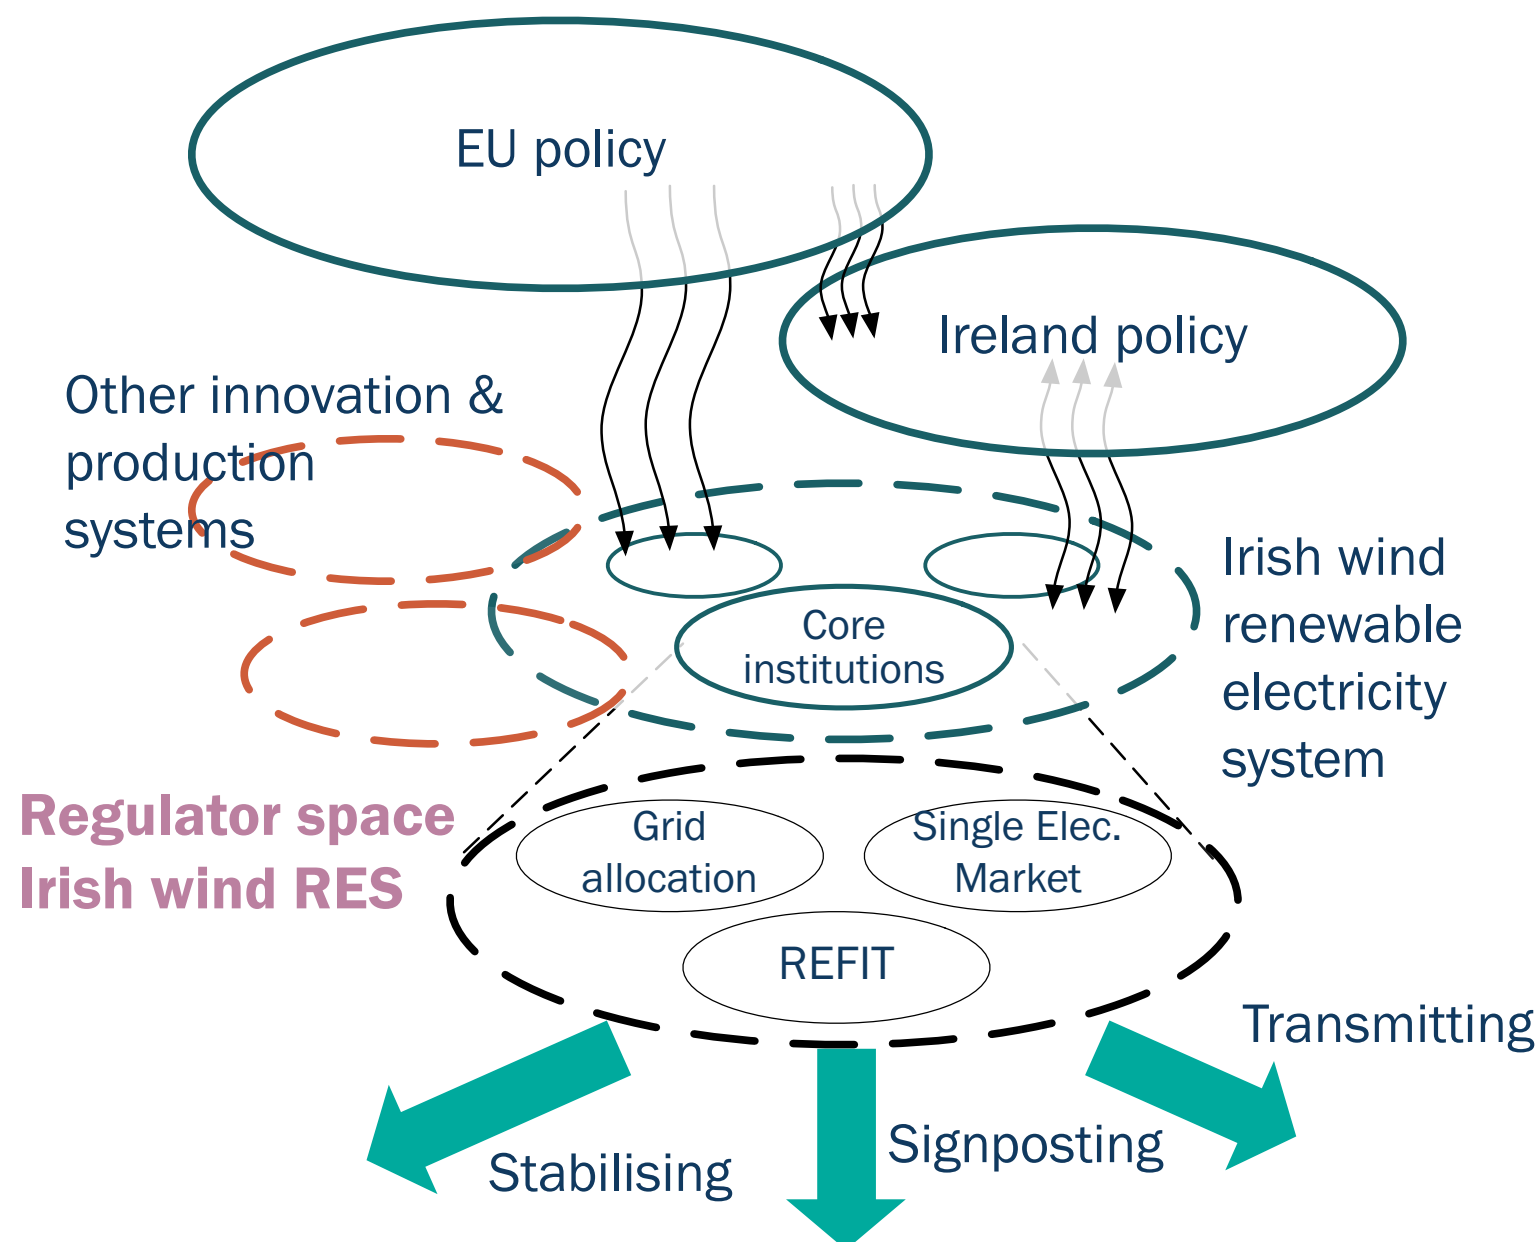 EU policy
Ireland policy
Other innovation &
production
systems
Irish wind
renewable
electricity
system
Core
institutions
Regulator space
Irish wind RES
Grid
allocation
Single Elec.
Market
REFIT
Transmitting
Signposting
Stabilising